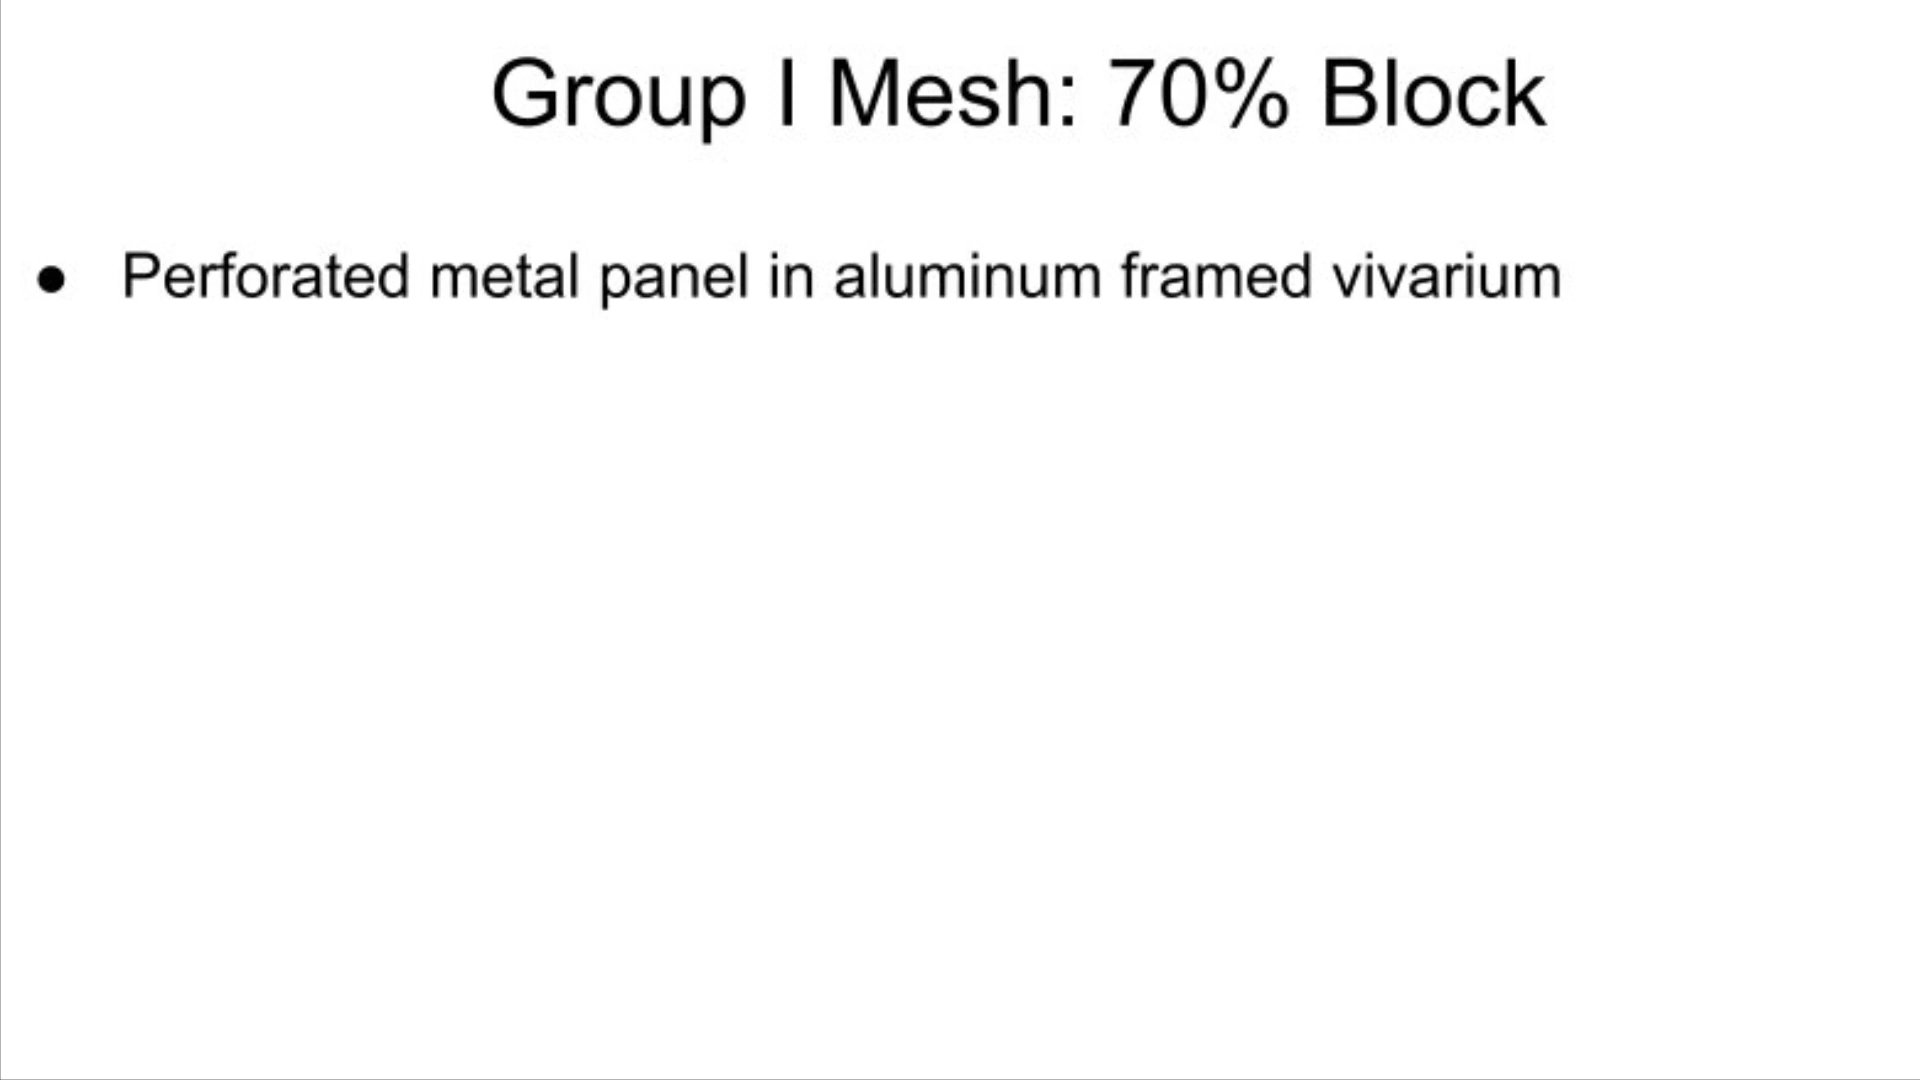 Group I Mesh: 70% Block
● Perforated metal panel in aluminum framed vivarium